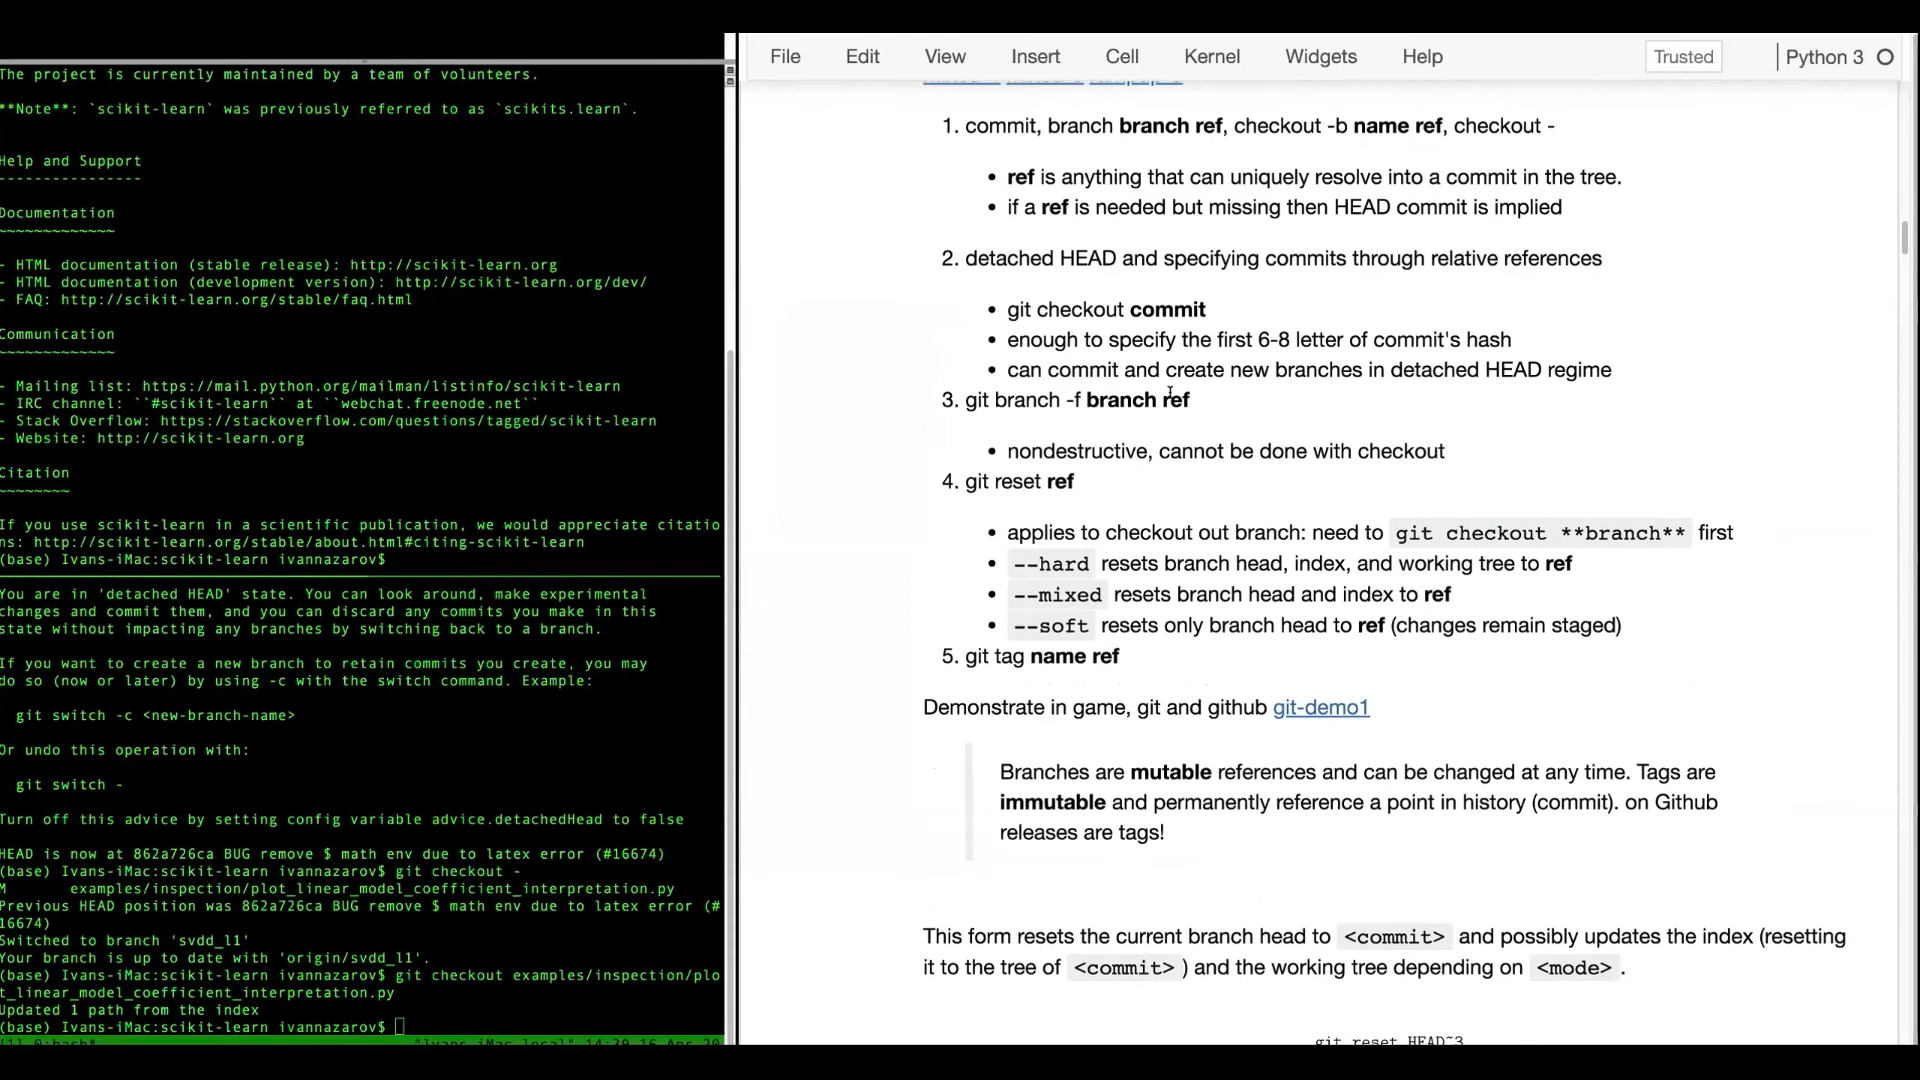 The project is currently maintained by a team of volunteers.
**Note**: `scikit-learn` was previously referred to as `scikits.learn`.
Help and Support
----------------
Documentation
~~~~~~~~~~~~~
- HTML documentation (stable release): http://scikit-learn.org
- HTML documentation (development version): http://scikit-learn.org/dev/
- FAQ: http://scikit-learn.org/stable/faq.html
Communication
~~~~~~~~~~~~~
- Mailing list: https://mail.python.org/mailman/listinfo/scikit-learn
- IRC channel: ``#scikit-learn`` at ``webchat.freenode.net``
- Stack Overflow: https://stackoverflow.com/questions/tagged/scikit-learn
- Website: http://scikit-learn.org
Citation
~~~~~~~~
If you use scikit-learn in a scientific publication, we would appreciate citatio
ns: http://scikit-learn.org/stable/about.html#citing-scikit-learn
(base) Ivans-iMac:scikit-learn ivannazarov$
You are in 'detached HEAD' state. You can look around, make experimental
changes and commit them, and you can discard any commits you make in this
state without impacting any branches by switching back to a branch.
If you want to create a new branch to retain commits you create, you may
do so (now or later) by using -c with the switch command. Example:
git switch -c <new-branch-name>
Or undo this operation with:
git switch -
Turn off this advice by setting config variable advice.detachedHead to false
HEAD is now at 862a726ca BUG remove $ math env due to latex error (#16674)
(base) Ivans-iMac:scikit-learn ivannazarov$ git checkout -
M examples/inspection/plot_linear_model_coefficient_interpretation.py
Previous HEAD position was 862a726ca BUG remove $ math env due to latex error (#
16674)
Switched to branch 'svdd_l1'
Your branch is up to date with 'origin/svdd_l1'.
(base) Ivans-iMac:scikit-learn ivannazarov$ git checkout examples/inspection/plo
t_linear_model_coefficient_interpretation.py
Updated 1 path from the index
(base) Ivans-iMac:scikit-learn ivannazarov$
File Edit View Insert Cell Kernel Widgets Help Trusted Python 3
1. commit, branch branch ref, checkout -b name ref, checkout -
• ref is anything that can uniquely resolve into a commit in the tree.
• if a ref is needed but missing then HEAD commit is implied
2. detached HEAD and specifying commits through relative references
• git checkout commit
• enough to specify the first 6-8 letter of commit's hash
• can commit and create new branches in detached HEAD regime
3. git branch -f branch ref
• nondestructive, cannot be done with checkout
4. git reset ref
• applies to checkout out branch: need to git checkout **branch** first
• --hard resets branch head, index, and working tree to ref
• --mixed resets branch head and index to ref
• --soft resets only branch head to ref (changes remain staged)
5. git tag name ref
Demonstrate in game, git and github git-demo1
Branches are mutable references and can be changed at any time. Tags are
immutable and permanently reference a point in history (commit). on Github
releases are tags!
This form resets the current branch head to <commit> and possibly updates the index (resetting
it to the tree of <commit> ) and the working tree depending on <mode> .
git reset HEAD~3